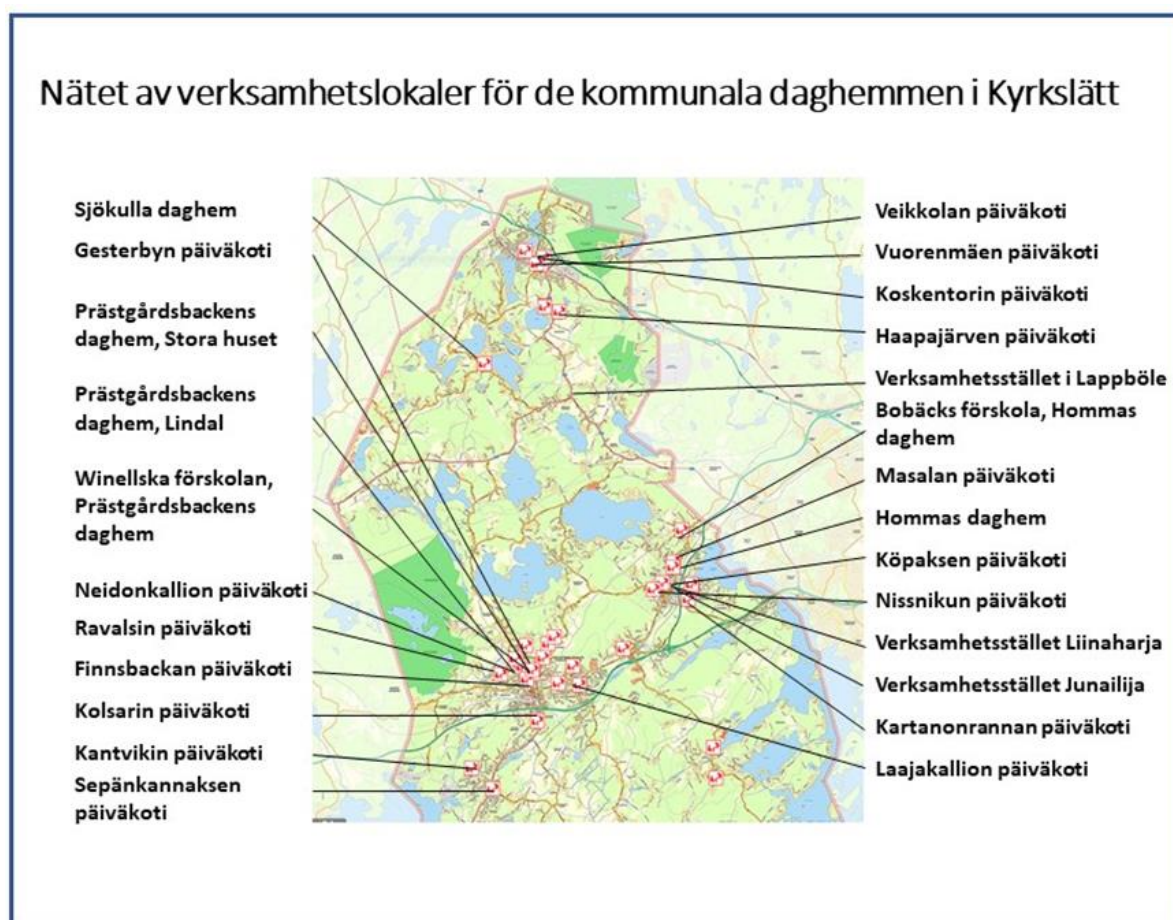 Nätet av verksamhetslokaler för de kommunala daghemmen i Kyrkslätt
Sjökulla daghem
Gesterbyn päiväkoti
Prästgårdsbackens
daghem, Stora huset
Prästgårdsbackens
daghem, Lindal
Winellska förskolan,
Prästgårdsbackens
daghem
Neidonkallion päiväkoti
Ravalsin päiväkoti
Finnsbackan päiväkoti
Kolsarin päiväkoti
Kantvikin päiväkoti
Sepänkannaksen
päiväkoti
Veikkolan päiväkoti
Vuorenmäen päiväkoti
Koskentorin päiväkoti
Haapajärven päiväkoti
Verksamhetsstället i Lappböle
Bobäcks förskola, Hommas
daghem
Masalan päiväkoti
Hommas daghem
Köpaksen päiväkoti
Nissnikun päiväkoti
Verksamhetsstället Liinaharja
Verksamhetsstället Junailija
Kartanonrannan päiväkoti
Laajakallion päiväkoti